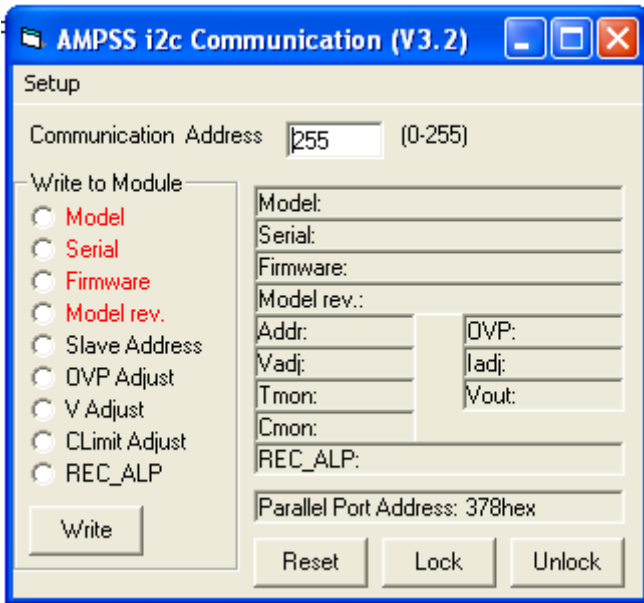 AMPSS i2c Communication (V3.2)
Setup
Communication Address 255 (0-255)
Write to Module
Model
Serial
Firmware
Model rev.
Slave Address
OVP Adjust
V Adjust
CLimit Adjust
REC_ALP
Write
Model:
Serial:
Firmware:
Model rev.:
Addr: OVP:
Vadj: Iadj:
Tmon: Vout:
Cmon:
REC_ALP:
Parallel Port Address: 378hex
Reset Lock Unlock